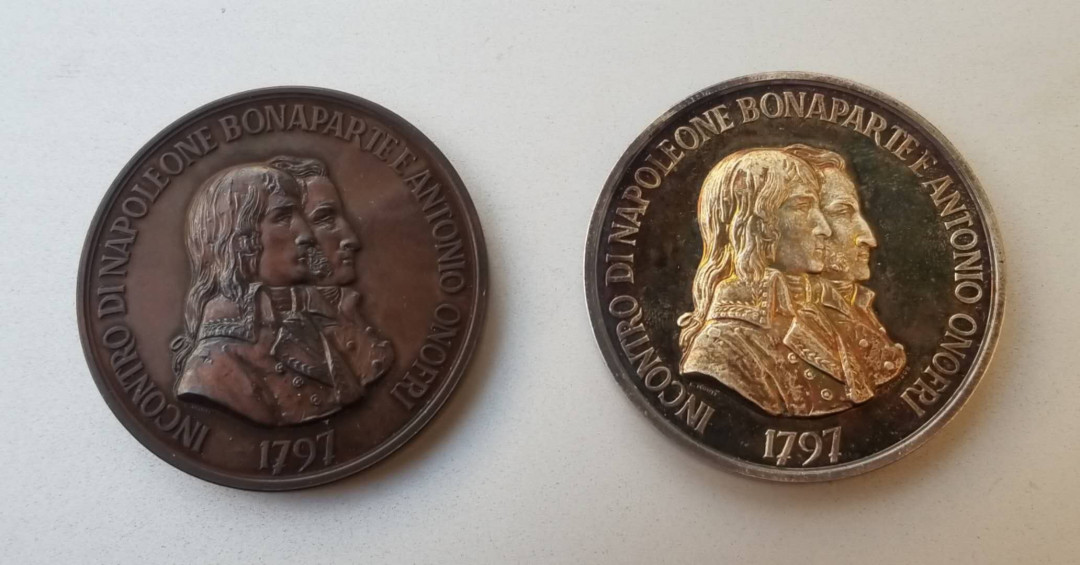 INCONTRO DI NAPOLEONE BONAPARTE E ANTONIO ONOFRI
1797
INCONTRO DI NAPOLEONE BONAPARTE E ANTONIO ONOFRI
1797